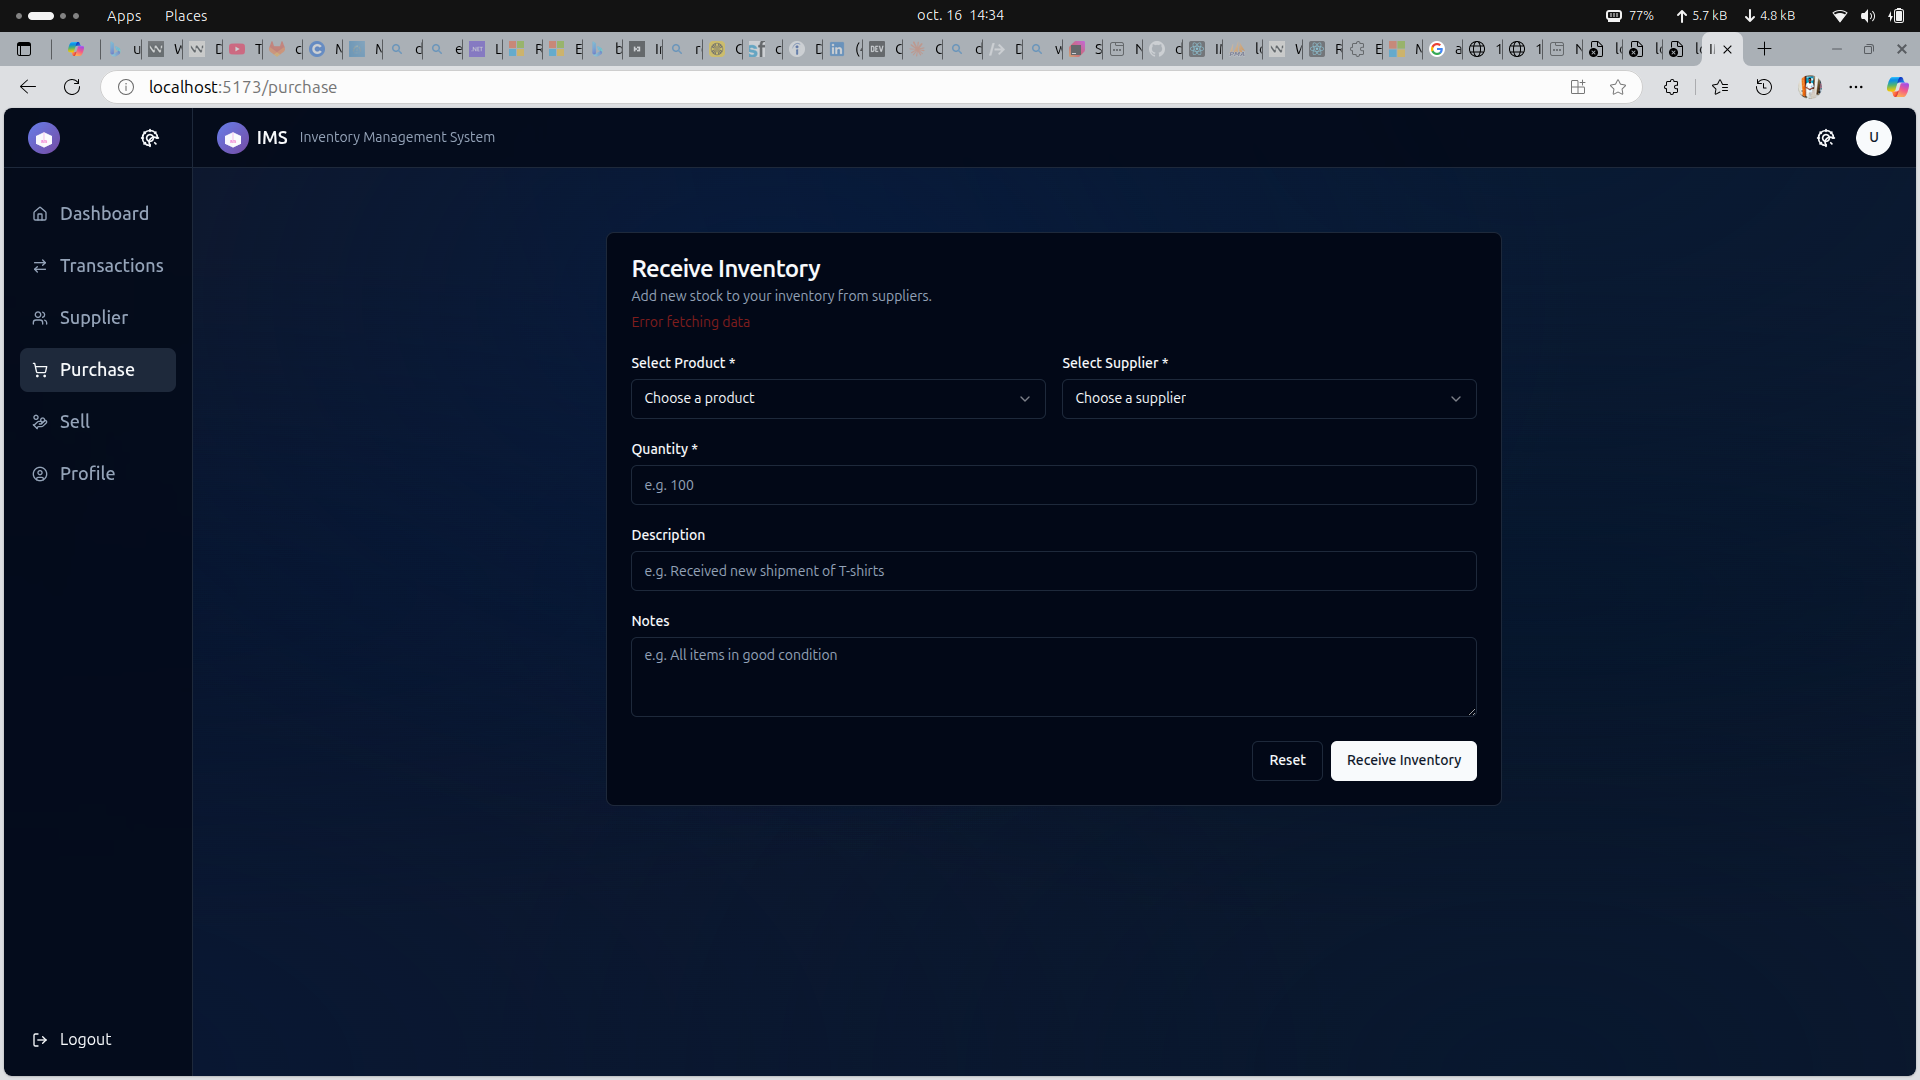 Apps Places oct. 16 14:34 77% 5.7 kB 4.8 kB
localhost:5173/purchase
IMS Inventory Management System U
Dashboard
Transactions
Supplier
Purchase
Sell
Profile
Logout
Receive Inventory
Add new stock to your inventory from suppliers.
Error fetching data
Select Product * Select Supplier *
Choose a product Choose a supplier
Quantity *
e.g. 100
Description
e.g. Received new shipment of T-shirts
Notes
e.g. All items in good condition
Reset Receive Inventory